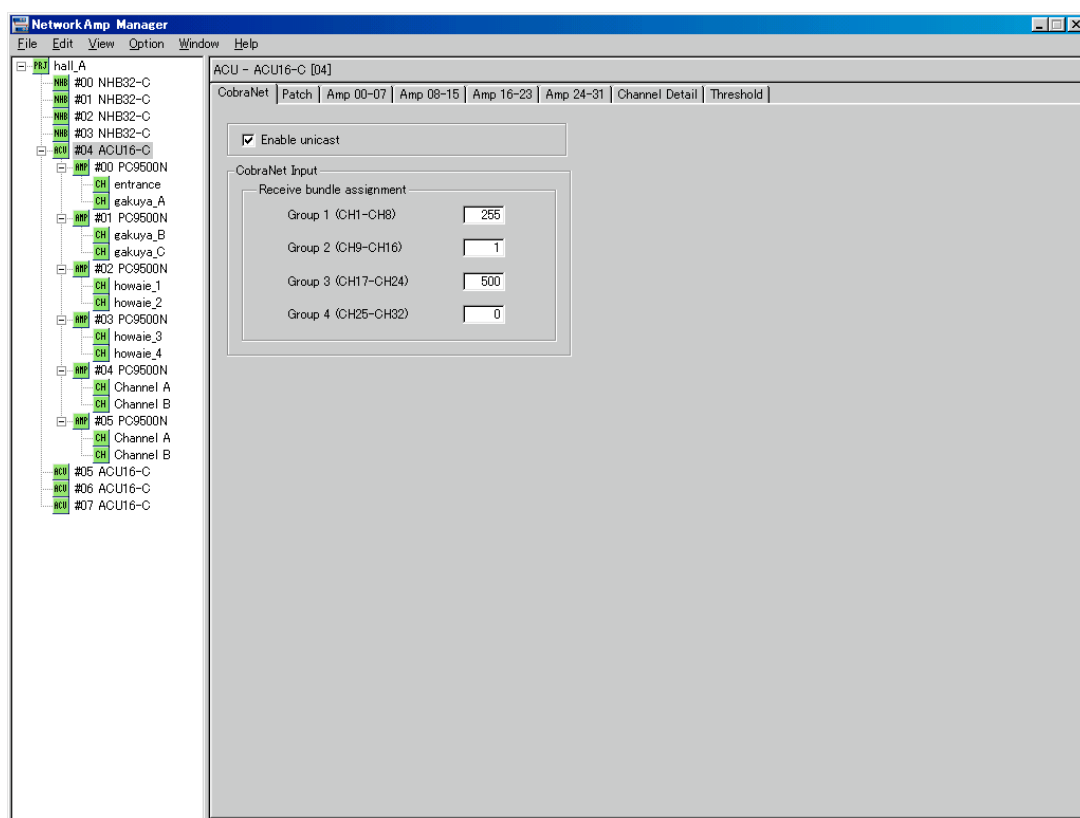 NetworkAmp Manager
File Edit View Option Window Help
PRJ hall_A
NHB #00 NHB32-C
NHB #01 NHB32-C
NHB #02 NHB32-C
NHB #03 NHB32-C
ACU #04 ACU16-C
AMP #00 PC9500N
CH entrance
CH gakuya_A
AMP #01 PC9500N
CH gakuya_B
CH gakuya_C
AMP #02 PC9500N
CH howaie_1
CH howaie_2
AMP #03 PC9500N
CH howaie_3
CH howaie_4
AMP #04 PC9500N
CH Channel A
CH Channel B
AMP #05 PC9500N
CH Channel A
CH Channel B
ACU #05 ACU16-C
ACU #06 ACU16-C
ACU #07 ACU16-C
ACU - ACU16-C [04]
CobraNet Patch Amp 00-07 Amp 08-15 Amp 16-23 Amp 24-31 Channel Detail Threshold
Enable unicast
CobraNet Input
Receive bundle assignment
Group 1 (CH1-CH8) 255
Group 2 (CH9-CH16) 1
Group 3 (CH17-CH24) 500
Group 4 (CH25-CH32) 0